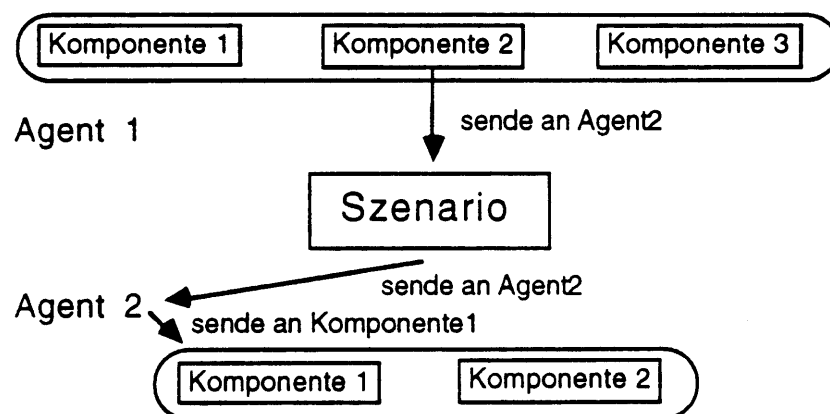 Komponente 1 Komponente 2 Komponente 3
Agent 1
sende an Agent2
Szenario
sende an Agent2
Agent 2
sende an Komponente1
Komponente 1 Komponente 2